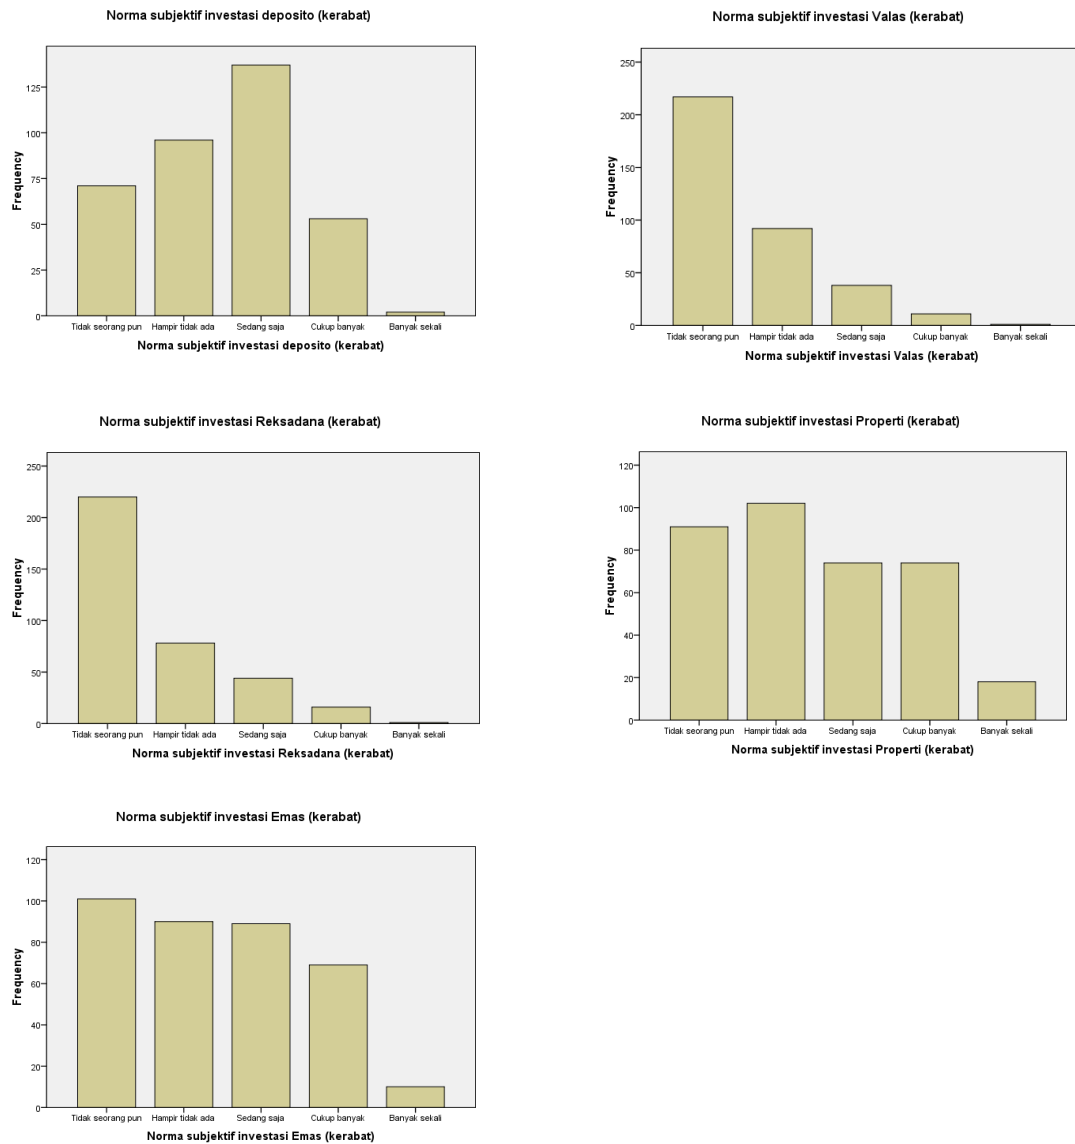 Norma subjektif investasi deposito (kerabat)
Frequency
125
100
75
50
25
0
Tidak seorang pun Hampir tidak ada Sedang saja Cukup banyak Banyak sekali
Norma subjektif investasi deposito (kerabat)
Norma subjektif investasi Valas (kerabat)
Frequency
250
200
150
100
50
0
Tidak seorang pun Hampir tidak ada Sedang saja Cukup banyak Banyak sekali
Norma subjektif investasi Valas (kerabat)
Norma subjektif investasi Reksadana (kerabat)
Frequency
250
200
150
100
50
0
Tidak seorang pun Hampir tidak ada Sedang saja Cukup banyak Banyak sekali
Norma subjektif investasi Reksadana (kerabat)
Norma subjektif investasi Properti (kerabat)
Frequency
120
100
80
60
40
20
0
Tidak seorang pun Hampir tidak ada Sedang saja Cukup banyak Banyak sekali
Norma subjektif investasi Properti (kerabat)
Norma subjektif investasi Emas (kerabat)
Frequency
120
100
80
60
40
20
0
Tidak seorang pun Hampir tidak ada Sedang saja Cukup banyak Banyak sekali
Norma subjektif investasi Emas (kerabat)